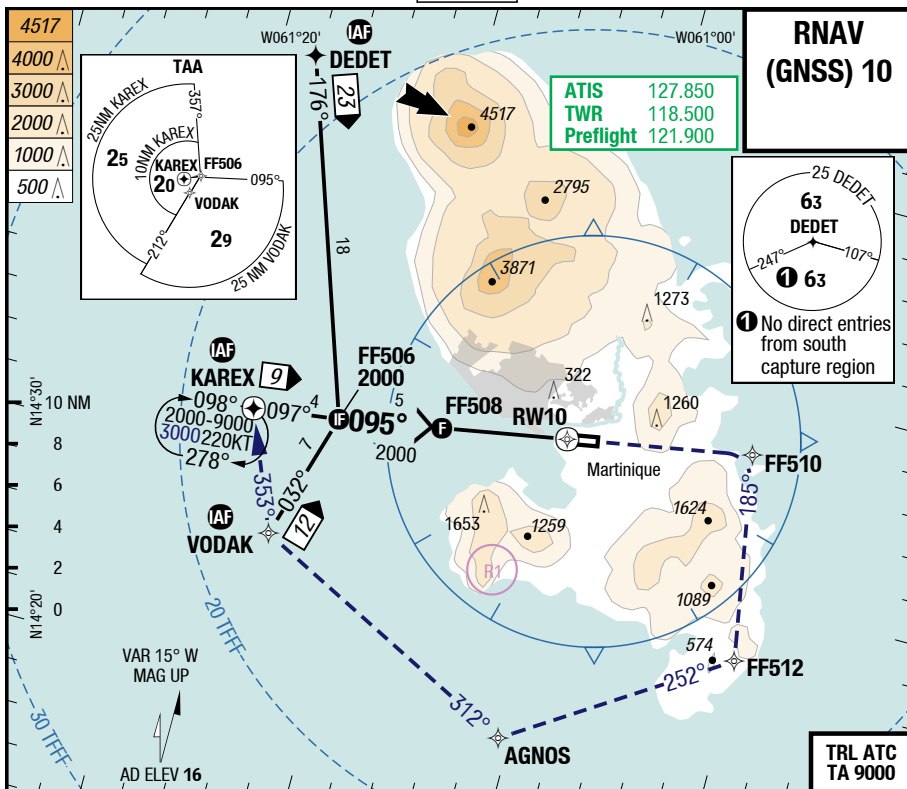 4517
4000
3000
2000
1000
500
TAA
25NM KAREX
357°
10NM KAREX
25
KAREX
20
FF506
095°
VODAK
212°
29
25 NM VODAK
W061°20'
IAF
DEDET
176°
23
18
W061°00'
RNAV
(GNSS) 10
ATIS 127.850
TWR 118.500
Preflight 121.900
4517
2795
3871
1273
25 DEDET
63
DEDET
247°
107°
1 63
1 No direct entries
from south
capture region
IAF
KAREX
9
FF506
2000
098°
097°
4
2000-9000
3000 220KT
278°
IF
095°
5
2000
F
FF508
322
RW10
1260
Martinique
FF510
185°
N14°30'
10 NM
8
6
4
2
0
N14°20'
353°
7
032°
12
IAF
VODAK
1653
1259
R1
1624
1089
574
FF512
252°
312°
AGNOS
20 TFFF
30 TFFF
VAR 15° W
MAG UP
AD ELEV 16
TRL ATC
TA 9000